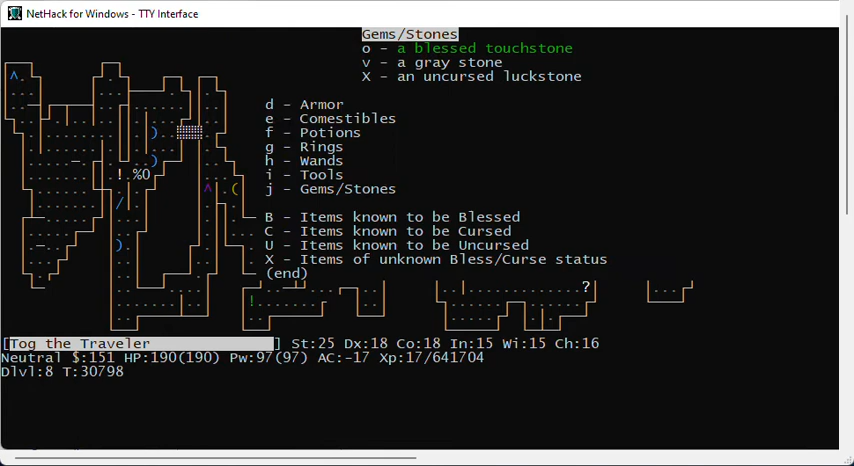 NetHack for Windows - TTY Interface
Gems/Stones
o - a blessed touchstone
v - a gray stone
X - an uncursed luckstone
d - Armor
e - Comestibles
f - Potions
g - Rings
h - Wands
i - Tools
j - Gems/Stones
B - Items known to be Blessed
C - Items known to be Cursed
U - Items known to be Uncursed
X - Items of unknown Bless/Curse status
(end)
[Tog the Traveler ] St:25 Dx:18 Co:18 In:15 Wi:15 Ch:16
Neutral $:151 HP:190(190) Pw:97(97) AC:-17 Xp:17/641704
Dlvl:8 T:30798